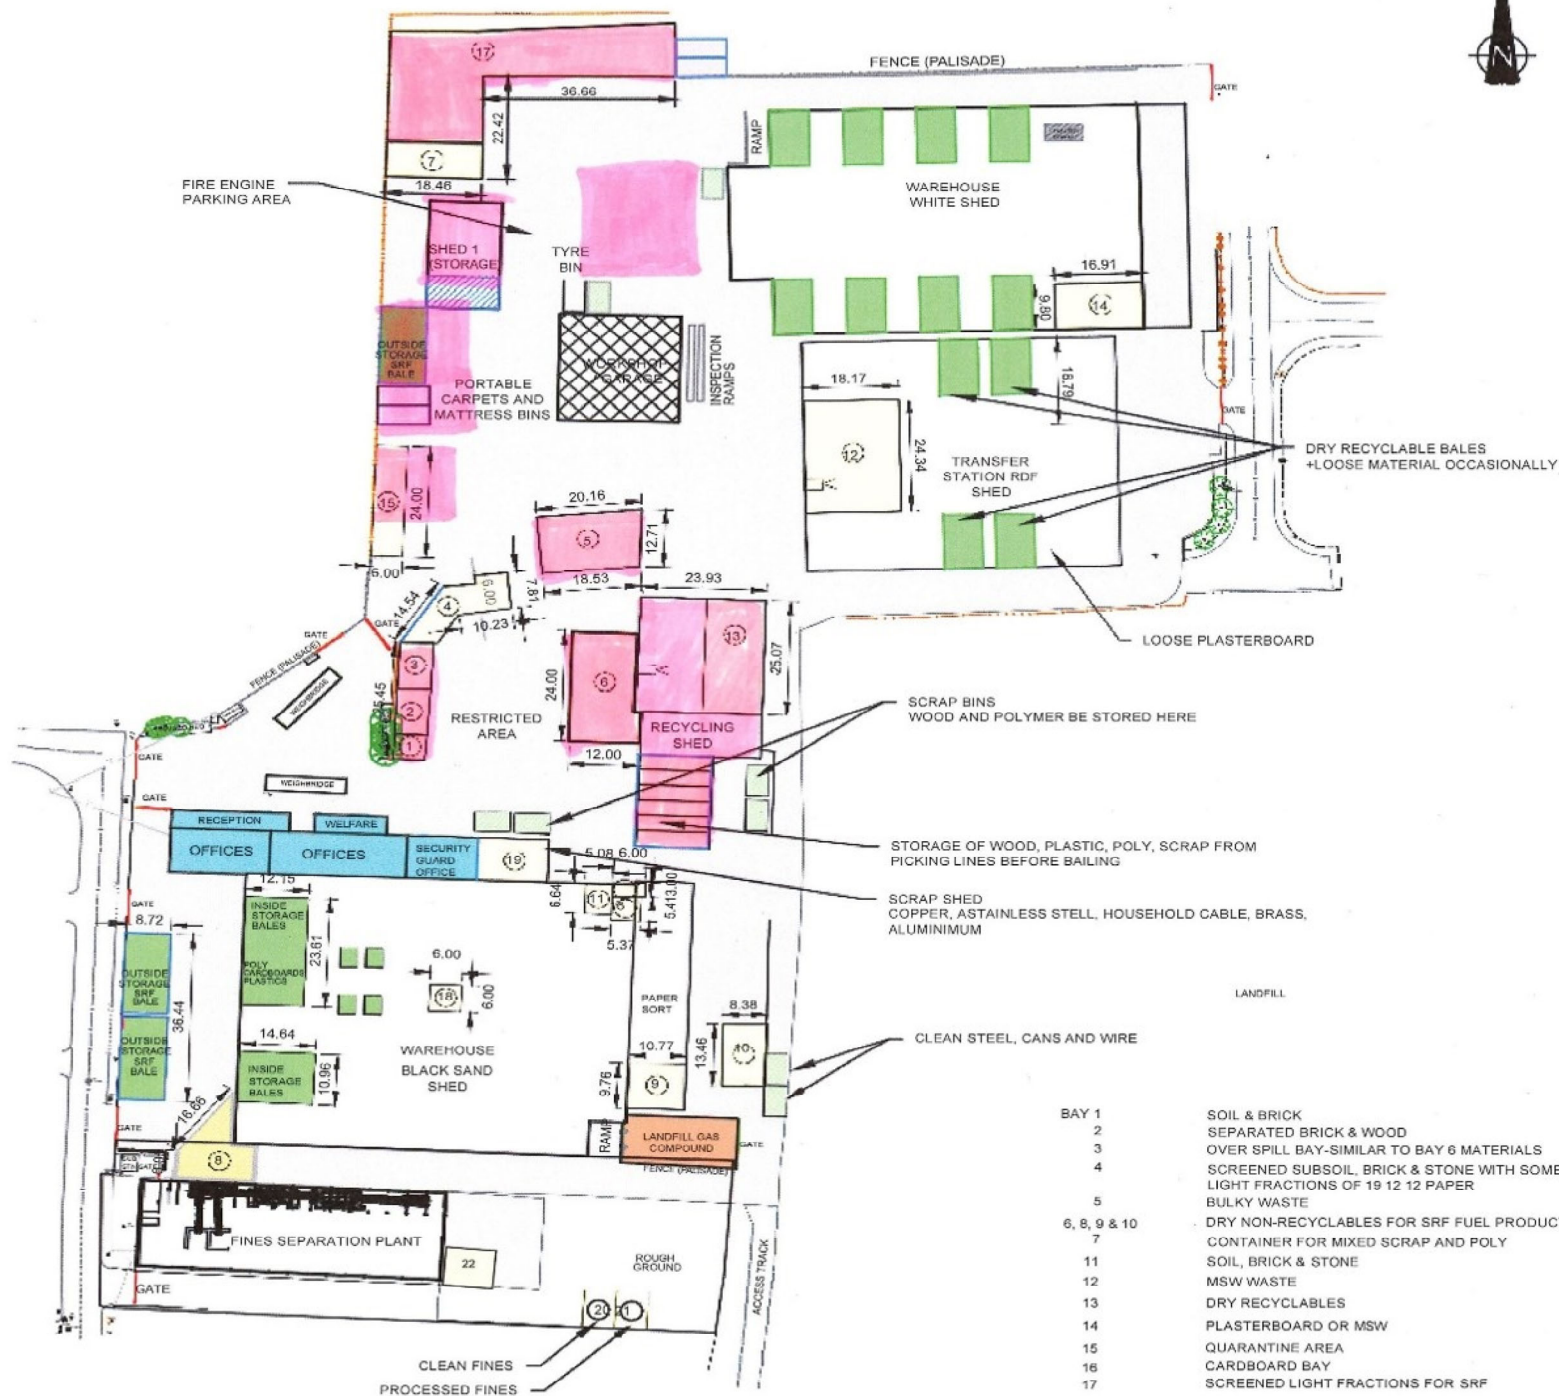 N
17
FENCE (PALISADE)
GATE
36.66
22.42
RAMP
7
18.46
FIRE ENGINE
PARKING AREA
WAREHOUSE
WHITE SHED
SHED 1
(STORAGE)
TYRE
BIN
16.91
9.80
14
OUTSIDE
STORAGE
SRF
BALE
WORKSHOP
GARAGE
INSPECTION
RAMPS
PORTABLE
CARPETS AND
MATTRESS BINS
18.17
18.79
GATE
12
24.34
TRANSFER
STATION RDF
SHED
DRY RECYCLABLE BALES
+LOOSE MATERIAL OCCASIONALLY
15
24.00
20.16
5
12.71
18.53
23.93
6.00
7.81
14.54
4
6.00
10.23
GATE
GATE
FENCE (PALISADE)
WEIGHBRIDGE
3
2
1
RESTRICTED
AREA
24.00
6
13
25.07
LOOSE PLASTERBOARD
RECYCLING
SHED
12.00
SCRAP BINS
WOOD AND POLYMER BE STORED HERE
GATE
GATE
WEIGHBRIDGE
RECEPTION
WELFARE
OFFICES
OFFICES
SECURITY
GUARD
OFFICE
19
STORAGE OF WOOD, PLASTIC, POLY, SCRAP FROM
PICKING LINES BEFORE BAILING
5.08
6.00
12.15
6.64
11
5.41
3.00
5.37
SCRAP SHED
COPPER, ASTAINLESS STELL, HOUSEHOLD CABLE, BRASS,
ALUMINIMUM
GATE
8.72
INSIDE
STORAGE
BALES
POLY
CARDBOARDS
PLASTICS
23.61
6.00
18
6.00
OUTSIDE
STORAGE
SRF
BALE
36.44
OUTSIDE
STORAGE
SRF
BALE
PAPER
SORT
8.38
13.46
10
LANDFILL
CLEAN STEEL, CANS AND WIRE
14.64
INSIDE
STORAGE
BALES
10.96
WAREHOUSE
BLACK SAND
SHED
10.77
9.76
9
16.66
GATE
8
RAMP
LANDFILL GAS
COMPOUND
GATE
FENCE (PALISADE)
FINES SEPARATION PLANT
22
ROUGH
GROUND
ACCESS TRACK
GATE
20
21
CLEAN FINES
PROCESSED FINES
BAY 1 SOIL & BRICK
2 SEPARATED BRICK & WOOD
3 OVER SPILL BAY-SIMILAR TO BAY 6 MATERIALS
4 SCREENED SUBSOIL, BRICK & STONE WITH SOME
LIGHT FRACTIONS OF 19 12 12 PAPER
5 BULKY WASTE
6, 8, 9 & 10 DRY NON-RECYCLABLES FOR SRF FUEL PRODUC
7 CONTAINER FOR MIXED SCRAP AND POLY
11 SOIL, BRICK & STONE
12 MSW WASTE
13 DRY RECYCLABLES
14 PLASTERBOARD OR MSW
15 QUARANTINE AREA
16 CARDBOARD BAY
17 SCREENED LIGHT FRACTIONS FOR SRF